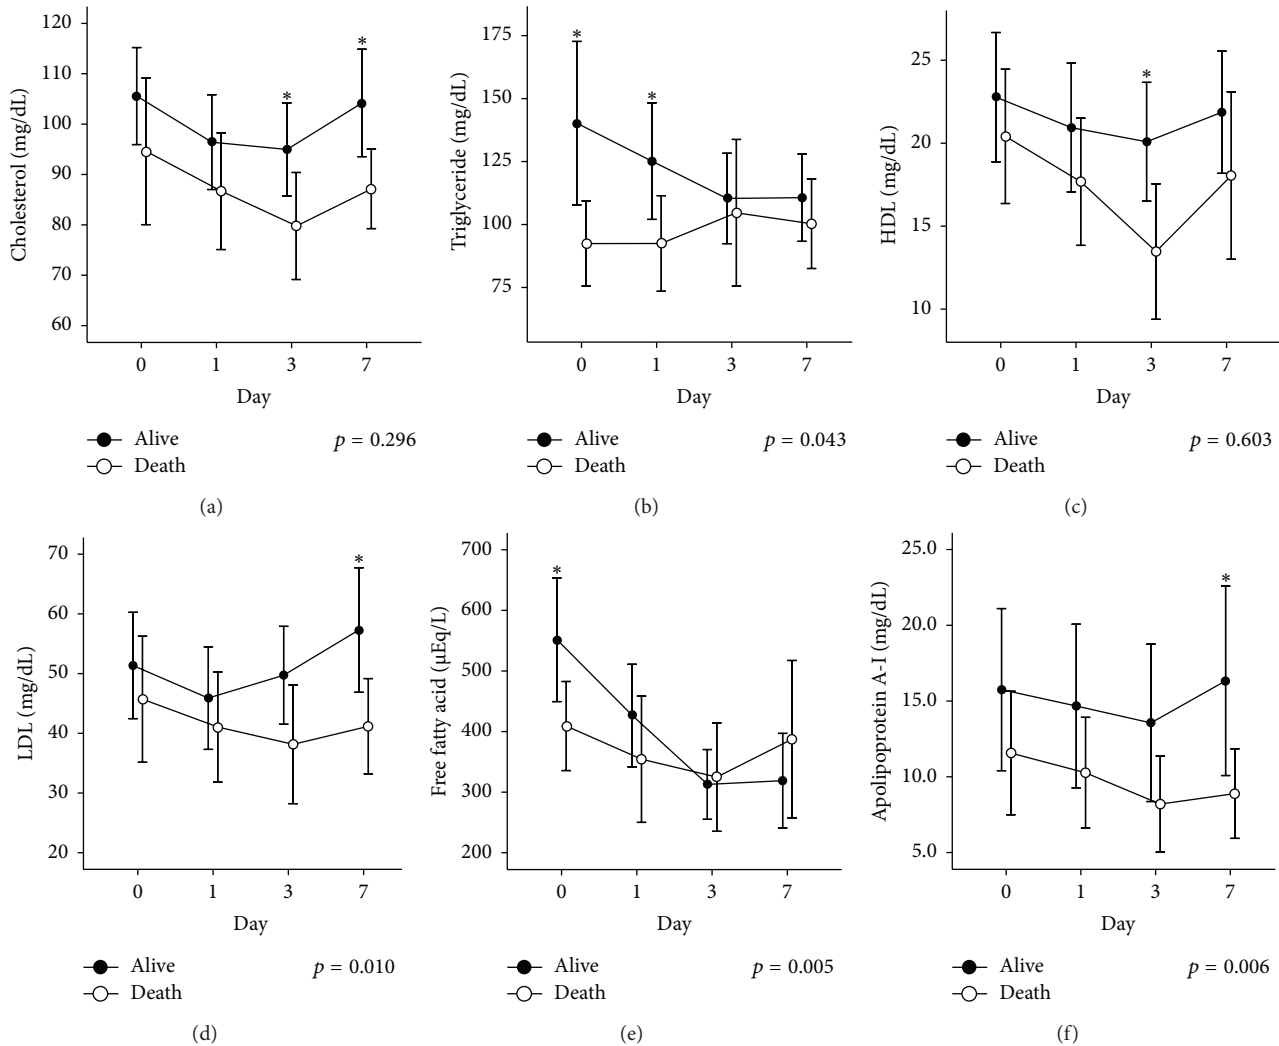 Cholesterol (mg/dL)
120
110
100
90
80
70
60
*
*
0 1 3 7
Day
Alive
Death
p = 0.296
(a)
Triglyceride (mg/dL)
175
150
125
100
75
*
*
0 1 3 7
Day
Alive
Death
p = 0.043
(b)
HDL (mg/dL)
25
20
15
10
*
0 1 3 7
Day
Alive
Death
p = 0.603
(c)
LDL (mg/dL)
70
60
50
40
30
20
*
0 1 3 7
Day
Alive
Death
p = 0.010
(d)
Free fatty acid (μEq/L)
700
600
500
400
300
200
*
0 1 3 7
Day
Alive
Death
p = 0.005
(e)
Apolipoprotein A-I (mg/dL)
25.0
20.0
15.0
10.0
5.0
*
0 1 3 7
Day
Alive
Death
p = 0.006
(f)